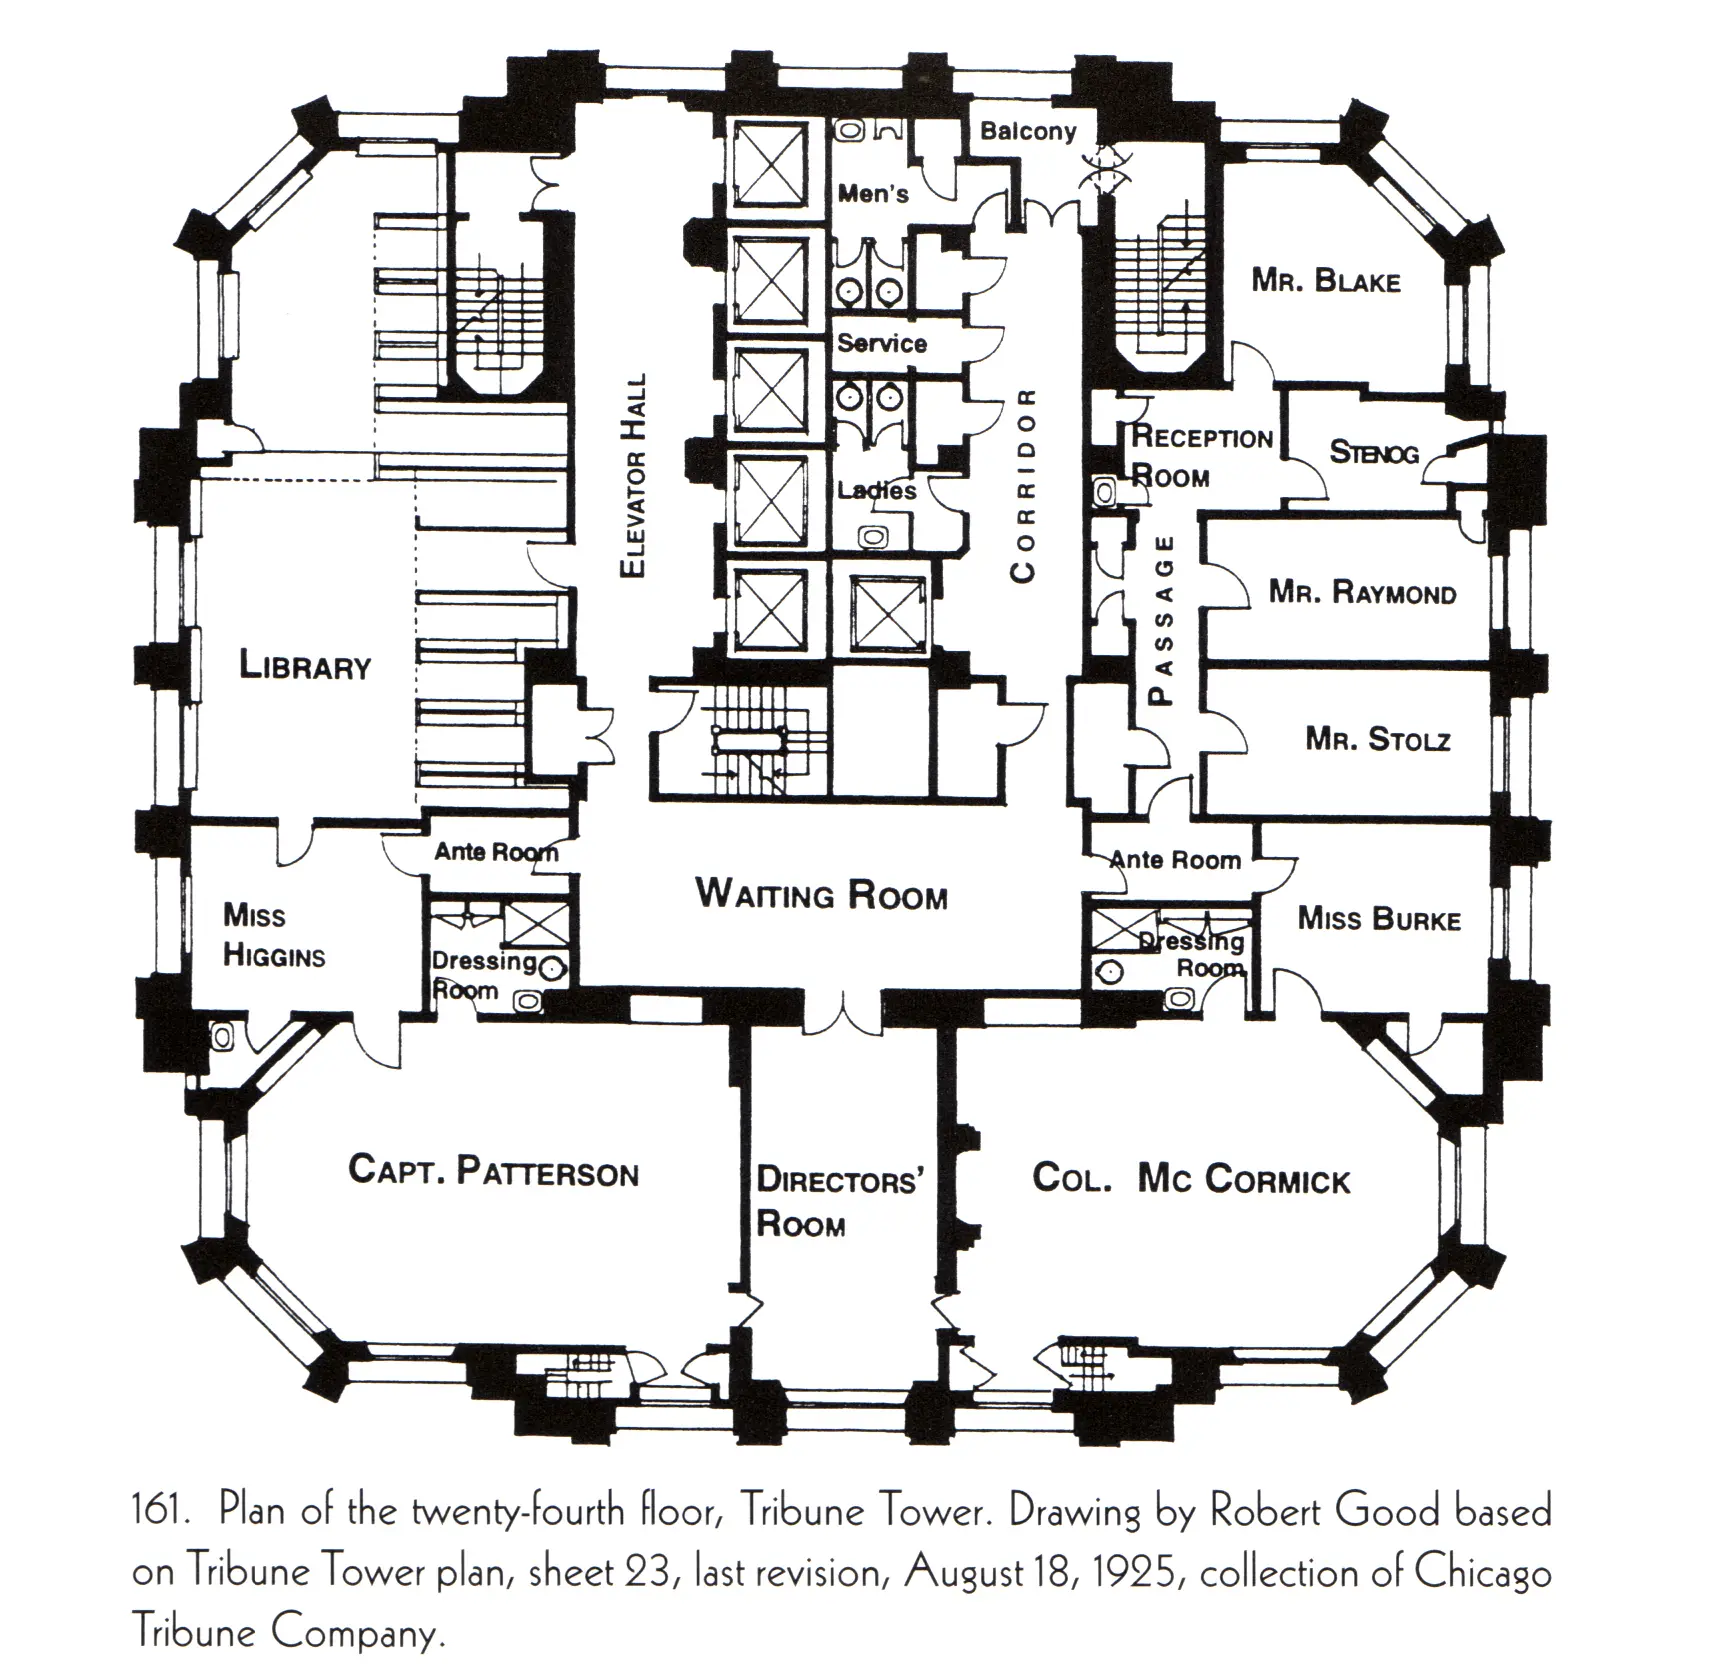 Balcony
Men's
Mr. Blake
Service
Elevator Hall
Corridor
Reception
Room
Stenog
Ladies
Passage
Mr. Raymond
Library
Mr. Stolz
Ante Room
Waiting Room
Ante Room
Miss
Higgins
Miss Burke
Dressing
Room
Dressing
Room
Capt. Patterson
Directors'
Room
Col. Mc Cormick
161. Plan of the twenty-fourth floor, Tribune Tower. Drawing by Robert Good based
on Tribune Tower plan, sheet 23, last revision, August 18, 1925, collection of Chicago
Tribune Company.